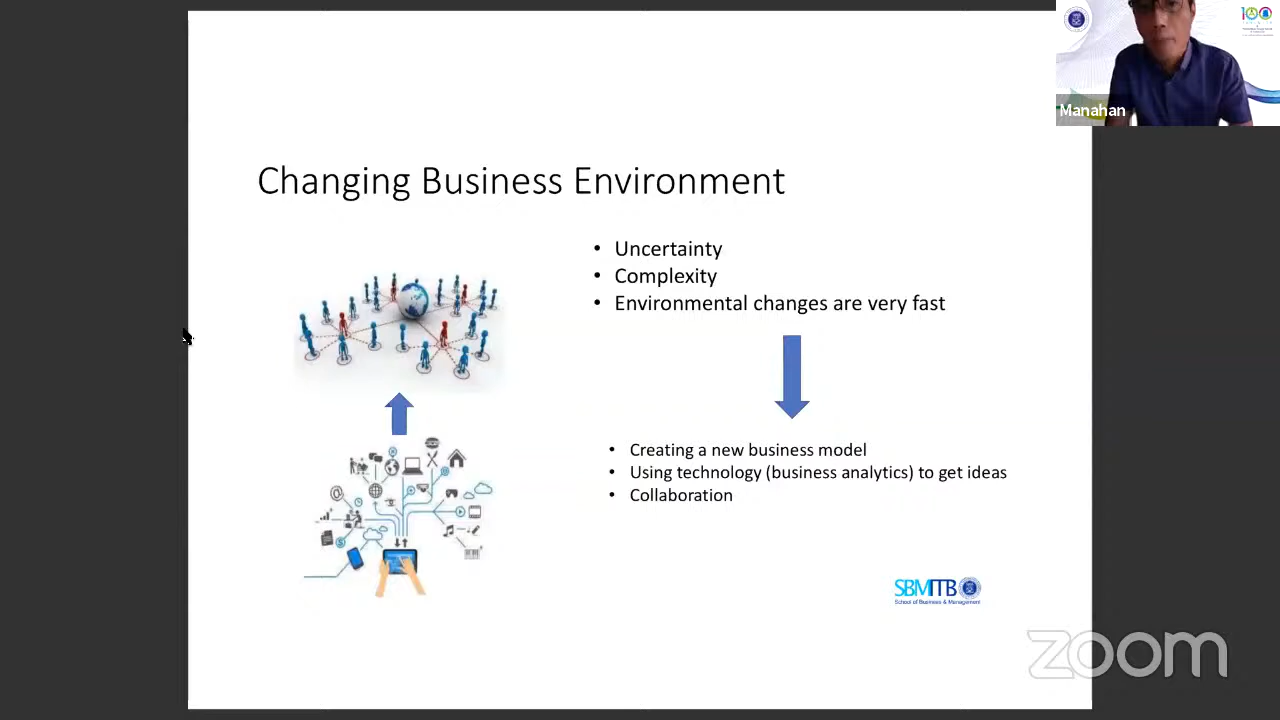 100
Manahan
Changing Business Environment
• Uncertainty
• Complexity
• Environmental changes are very fast
• Creating a new business model
• Using technology (business analytics) to get ideas
• Collaboration
SBMITB
School of Business & Management
zoom